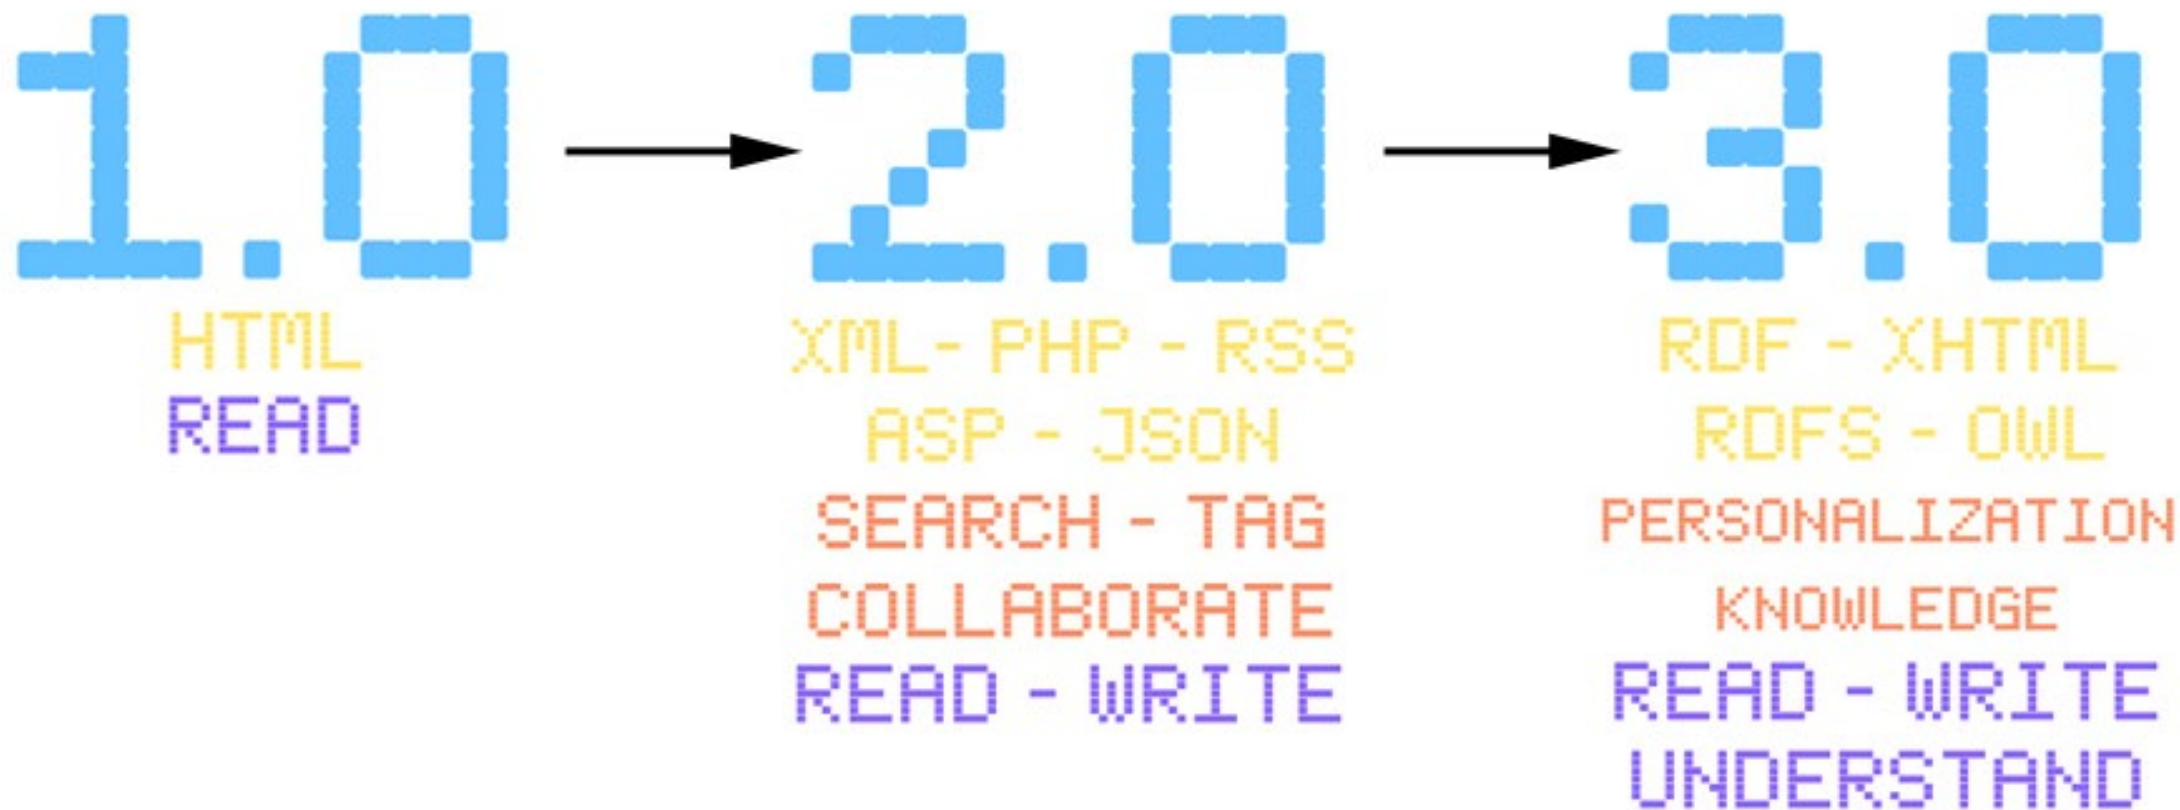 1.0
HTML
READ
2.0
XML- PHP - RSS
ASP - JSON
SEARCH - TAG
COLLABORATE
READ - WRITE
3.0
RDF - XHTML
RDFS - OWL
PERSONALIZATION
KNOWLEDGE
READ - WRITE
UNDERSTAND